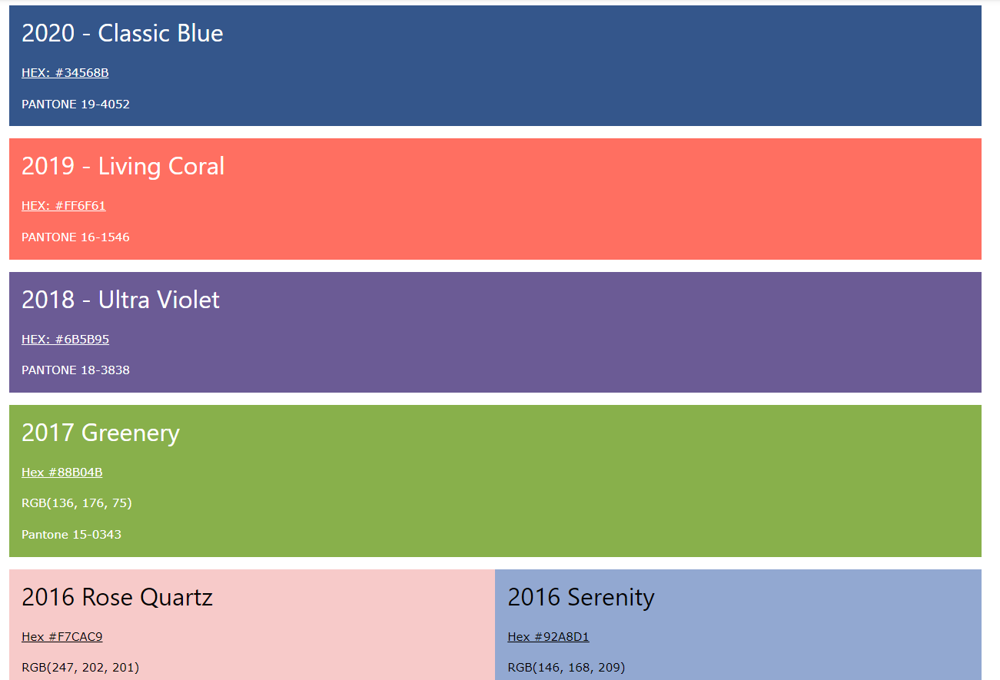 2020 - Classic Blue
HEX: #34568B
PANTONE 19-4052
2019 - Living Coral
HEX: #FF6F61
PANTONE 16-1546
2018 - Ultra Violet
HEX: #6B5B95
PANTONE 18-3838
2017 Greenery
Hex #88B04B
RGB(136, 176, 75)
Pantone 15-0343
2016 Rose Quartz
Hex #F7CAC9
RGB(247, 202, 201)
2016 Serenity
Hex #92A8D1
RGB(146, 168, 209)